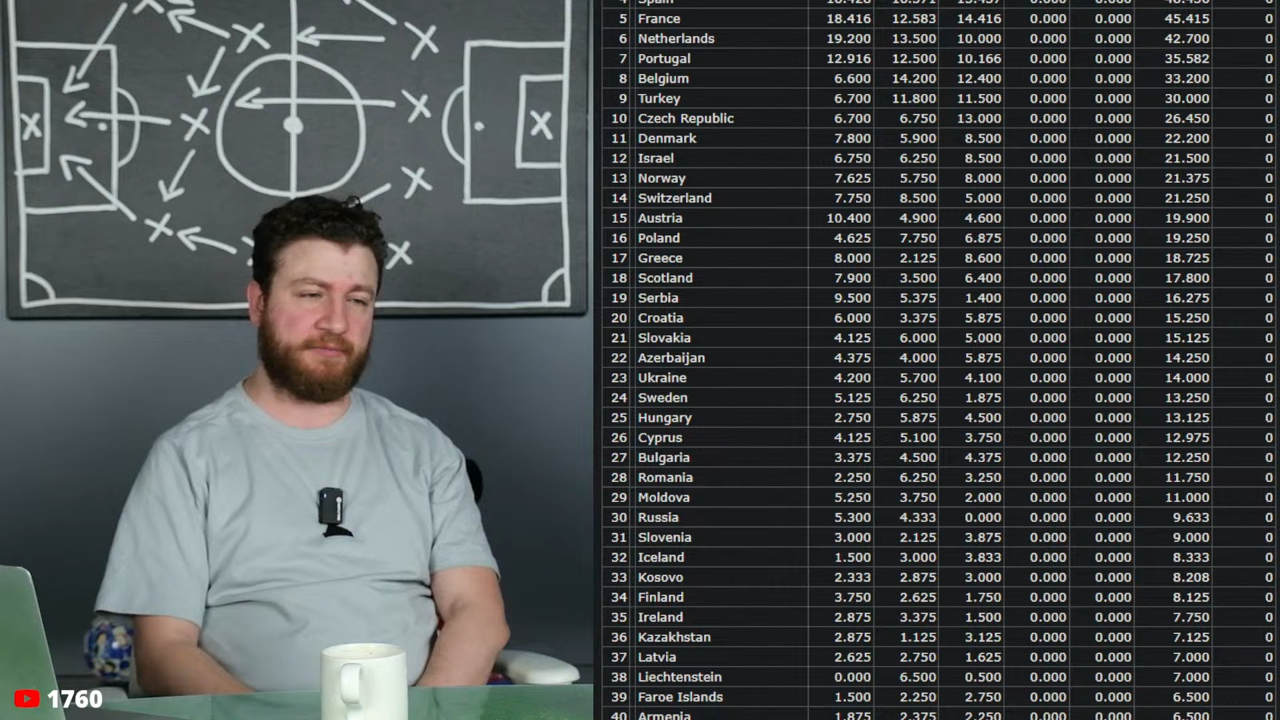 4 Spain
5 France 18.416 12.583 14.416 0.000 0.000 45.415 0
6 Netherlands 19.200 13.500 10.000 0.000 0.000 42.700 0
7 Portugal 12.916 12.500 10.166 0.000 0.000 35.582 0
8 Belgium 6.600 14.200 12.400 0.000 0.000 33.200 0
9 Turkey 6.700 11.800 11.500 0.000 0.000 30.000 0
10 Czech Republic 6.700 6.750 13.000 0.000 0.000 26.450 0
11 Denmark 7.800 5.900 8.500 0.000 0.000 22.200 0
12 Israel 6.750 6.250 8.500 0.000 0.000 21.500 0
13 Norway 7.625 5.750 8.000 0.000 0.000 21.375 0
14 Switzerland 7.750 8.500 5.000 0.000 0.000 21.250 0
15 Austria 10.400 4.900 4.600 0.000 0.000 19.900 0
16 Poland 4.625 7.750 6.875 0.000 0.000 19.250 0
17 Greece 8.000 2.125 8.600 0.000 0.000 18.725 0
18 Scotland 7.900 3.500 6.400 0.000 0.000 17.800 0
19 Serbia 9.500 5.375 1.400 0.000 0.000 16.275 0
20 Croatia 6.000 3.375 5.875 0.000 0.000 15.250 0
21 Slovakia 4.125 6.000 5.000 0.000 0.000 15.125 0
22 Azerbaijan 4.375 4.000 5.875 0.000 0.000 14.250 0
23 Ukraine 4.200 5.700 4.100 0.000 0.000 14.000 0
24 Sweden 5.125 6.250 1.875 0.000 0.000 13.250 0
25 Hungary 2.750 5.875 4.500 0.000 0.000 13.125 0
26 Cyprus 4.125 5.100 3.750 0.000 0.000 12.975 0
27 Bulgaria 3.375 4.500 4.375 0.000 0.000 12.250 0
28 Romania 2.250 6.250 3.250 0.000 0.000 11.750 0
29 Moldova 5.250 3.750 2.000 0.000 0.000 11.000 0
30 Russia 5.300 4.333 0.000 0.000 0.000 9.633 0
31 Slovenia 3.000 2.125 3.875 0.000 0.000 9.000 0
32 Iceland 1.500 3.000 3.833 0.000 0.000 8.333 0
33 Kosovo 2.333 2.875 3.000 0.000 0.000 8.208 0
34 Finland 3.750 2.625 1.750 0.000 0.000 8.125 0
35 Ireland 2.875 3.375 1.500 0.000 0.000 7.750 0
36 Kazakhstan 2.875 1.125 3.125 0.000 0.000 7.125 0
37 Latvia 2.625 2.750 1.625 0.000 0.000 7.000 0
38 Liechtenstein 0.000 6.500 0.500 0.000 0.000 7.000 0
39 Faroe Islands 1.500 2.250 2.750 0.000 0.000 6.500 0
40 Armenia 1.875 2.375 2.250 0.000 0.000 6.500 0
1760